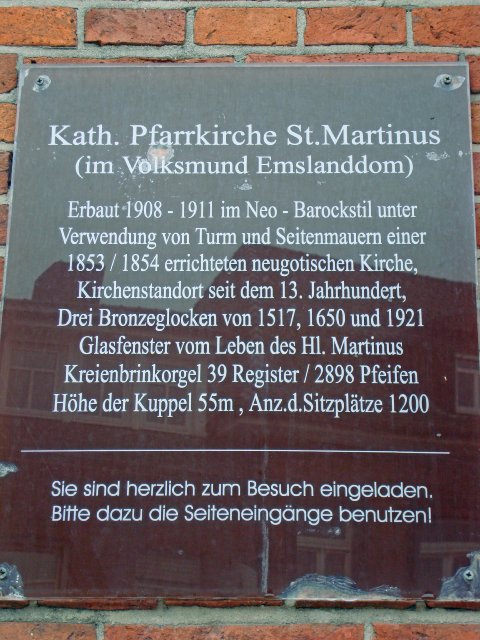 Kath. Pfarrkirche St.Martinus
(im Volksmund Emslanddom)
Erbaut 1908 - 1911 im Neo - Barockstil unter
Verwendung von Turm und Seitenmauern einer
1853 / 1854 errichteten neugotischen Kirche,
Kirchenstandort seit dem 13. Jahrhundert,
Drei Bronzeglocken von 1517, 1650 und 1921
Glasfenster vom Leben des Hl. Martinus
Kreienbrinkorgel 39 Register / 2898 Pfeifen
Höhe der Kuppel 55m , Anz.d.Sitzplätze 1200
Sie sind herzlich zum Besuch eingeladen.
Bitte dazu die Seiteneingänge benutzen!